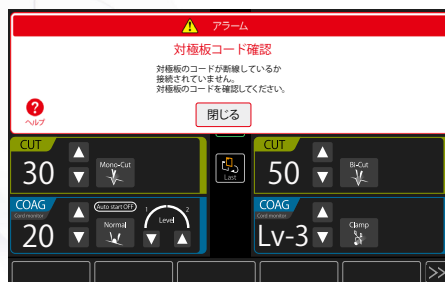 アラーム
対極板コード確認
対極板のコードが断線しているか
接続されていません。
対極板のコードを確認してください。
ヘルプ
閉じる
CUT
30
Mono-Cut
Last
CUT
50
Bi-Cut
COAG
Cord monitor
20
Auto start OFF
Normal
1
Level
2
COAG
Cord monitor
Lv-3
Clamp
>>